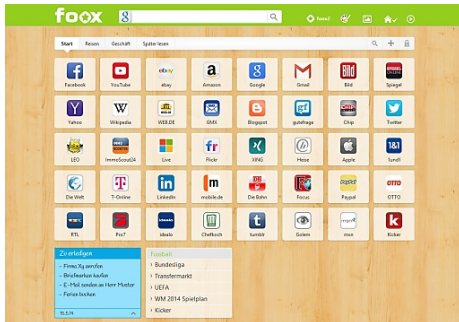 foxx
Start Reisen Geschäft Später lesen
Facebook YouTube ebay Amazon Google Gmail Bild Spiegel
Yahoo Wikipedia WEB.DE GMX Blogspot gutefrage Chip Twitter
LEO ImmoScout24 Live Flickr XING Heise Apple 1und1
Die Welt T-Online LinkedIn mobile.de Die Bahn Focus Paypal OTTO
RTL Pro7 idealo Chefkoch tumblr Golem msn Kicker
Zu erledigen
- Firma Xy anrufen
- Briefmarken kaufen
- E-Mail senden an Herr Muster
- Ferien buchen
Fussball
› Bundesliga
› Transfermarkt
› UEFA
› WM 2014 Spielplan
› Kicker